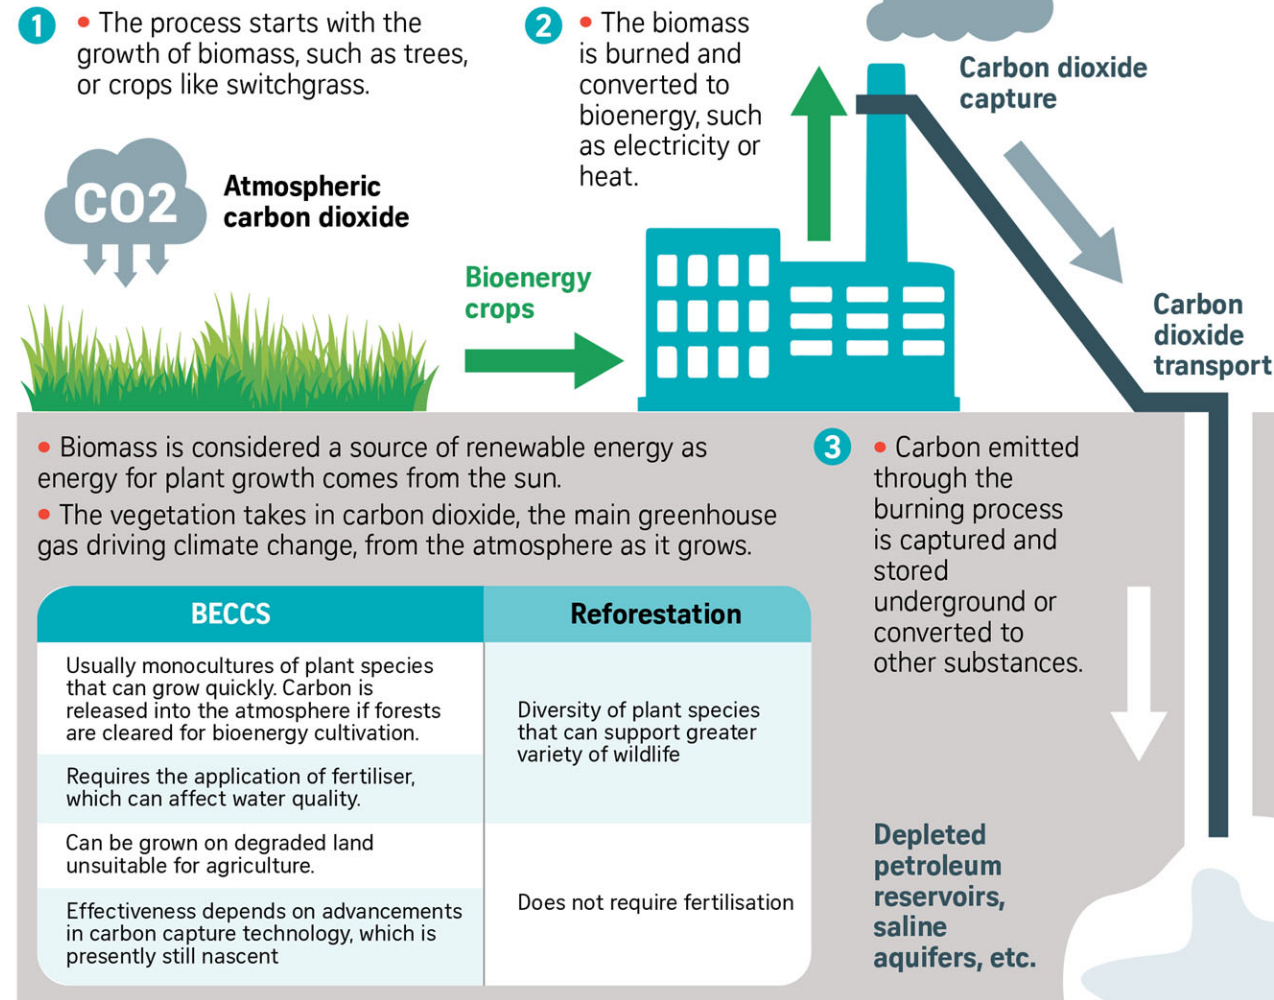 1 • The process starts with the
growth of biomass, such as trees,
or crops like switchgrass.
CO2
Atmospheric
carbon dioxide
Bioenergy
crops
2 • The biomass
is burned and
converted to
bioenergy, such
as electricity or
heat.
Carbon dioxide
capture
Carbon
dioxide
transport
• Biomass is considered a source of renewable energy as
energy for plant growth comes from the sun.
• The vegetation takes in carbon dioxide, the main greenhouse
gas driving climate change, from the atmosphere as it grows.
3 • Carbon emitted
through the
burning process
is captured and
stored
underground or
converted to
other substances.
BECCS
Usually monocultures of plant species
that can grow quickly. Carbon is
released into the atmosphere if forests
are cleared for bioenergy cultivation.
Requires the application of fertiliser,
which can affect water quality.
Can be grown on degraded land
unsuitable for agriculture.
Effectiveness depends on advancements
in carbon capture technology, which is
presently still nascent
Reforestation
Diversity of plant species
that can support greater
variety of wildlife
Does not require fertilisation
Depleted
petroleum
reservoirs,
saline
aquifers, etc.